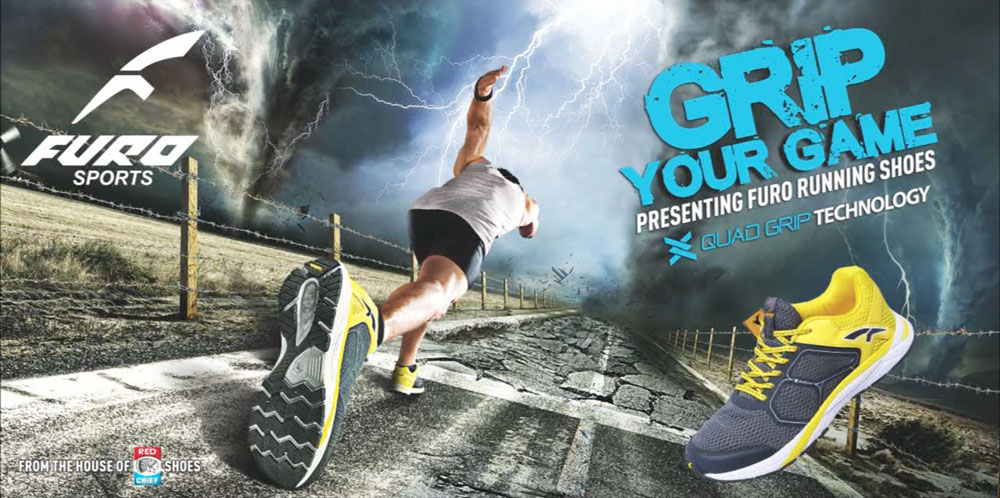 FURO
SPORTS
GRIP
YOUR GAME
PRESENTING FURO RUNNING SHOES
QUAD GRIP TECHNOLOGY
FROM THE HOUSE OF RED CHIEF SHOES